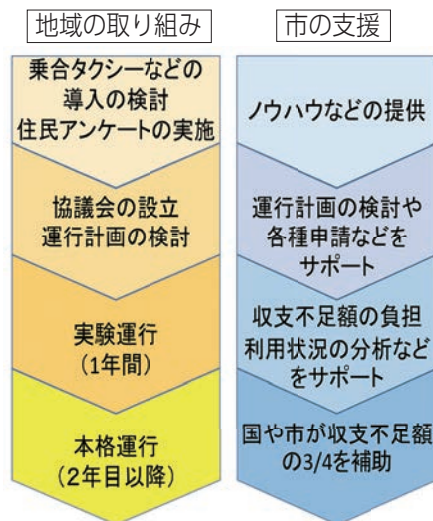 地域の取り組み
乗合タクシーなどの
導入の検討
住民アンケートの実施
協議会の設立
運行計画の検討
実験運行
(1年間)
本格運行
(2年目以降)
市の支援
ノウハウなどの提供
運行計画の検討や
各種申請などを
サポート
収支不足額の負担
利用状況の分析など
をサポート
国や市が収支不足額
の3/4を補助